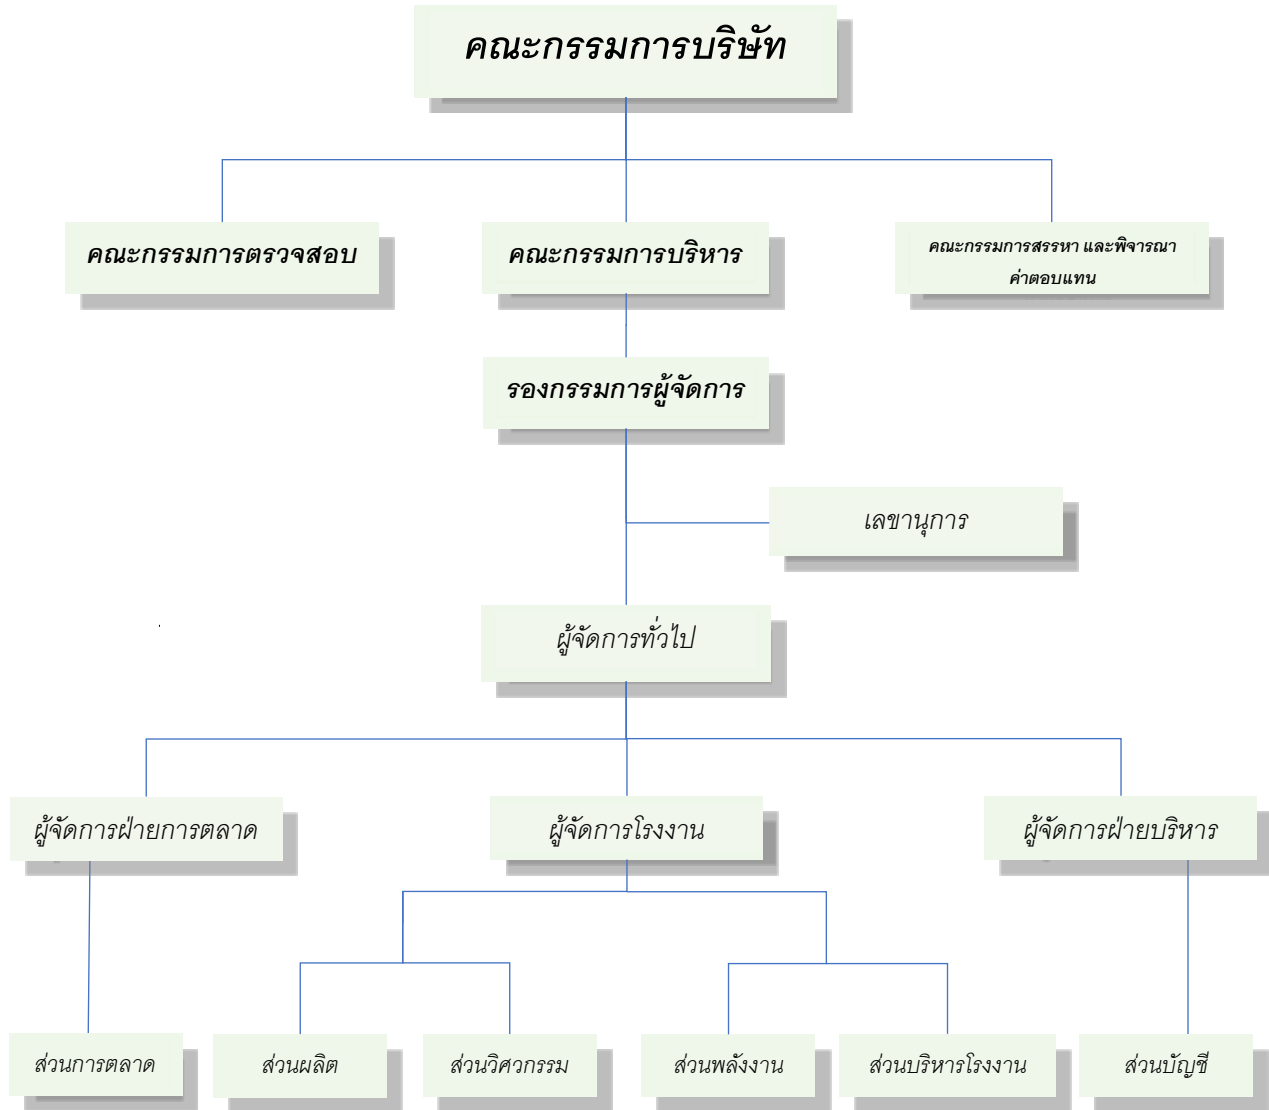 คณะกรรมการบริษัท
คณะกรรมการตรวจสอบ
คณะกรรมการบริหาร
คณะกรรมการสรรหา และพิจารณา
ค่าตอบแทน
รองกรรมการผู้จัดการ
เลขานุการ
ผู้จัดการทั่วไป
ผู้จัดการฝ่ายการตลาด
ผู้จัดการโรงงาน
ผู้จัดการฝ่ายบริหาร
ส่วนการตลาด
ส่วนผลิต
ส่วนวิศวกรรม
ส่วนพลังงาน
ส่วนบริหารโรงงาน
ส่วนบัญชี